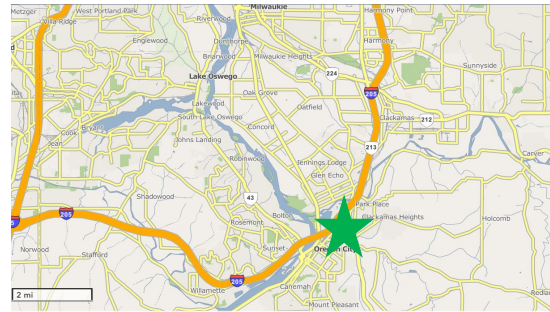 Metzger
West Portland Park
Villa Ridge
Riverwood
Milwaukie
Harmony Point
Englewood
Dunthorpe
Harmony
Briarwood
Milwaukie Heights
Sunnyside
224
Lake Oswego
Oak Grove
205
Lakewood
Oatfield
South Lake Oswego
Clackamas
212
Cook
Bryant
Concord
Jean
Johns Landing
213
Robinwood
Jennings Lodge
Carver
Glen Echo
Shadowwood
43
Park Place
205
Rosemont
Bolton
Clackamas Heights
Holcomb
Norwood
Stafford
Sunset
Oregon City
205
Willamette
Canemah
2 mi
Mount Pleasant